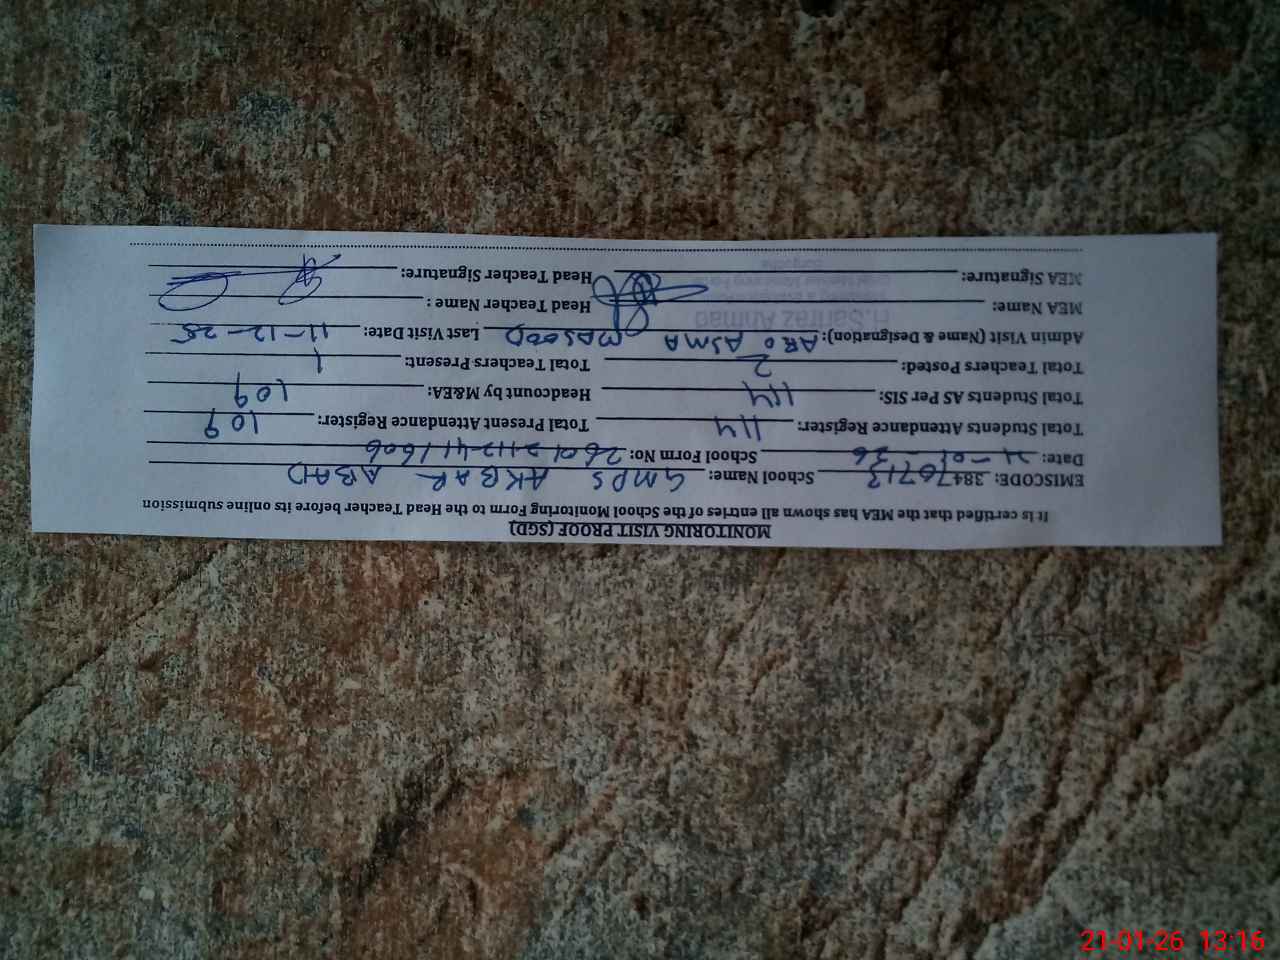 MONITORING VISIT PROOF (SGD)
It is certified that the MEA has shown all entries of the School Monitoring Form to the Head Teacher before its online submission
EMISCODE: 38470713 School Name: GMPS AKBAR ABAD
Date: 21-01-26 School Form No:
Total Students Attendance Register: 114 Total Present Attendant Register: 109
Total Students AS Per SIS: 114 Headcount by M&EA: 109
Total Teachers Posted: 2 Total Teachers Present: 1
Admin Visit (Name & Designation): ARO ASMA MASOOD Last Visit Date: 11-12-25
MEA Name: Sarfraz Ahmad Head Teacher Name :
MEA Signature: Head Teacher Signature:
21-01-26 13:16